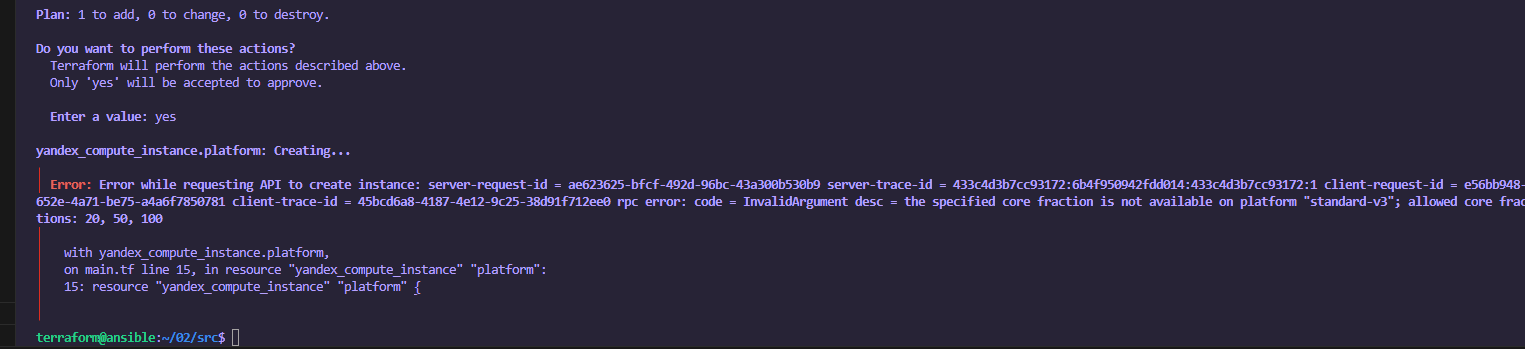 Plan: 1 to add, 0 to change, 0 to destroy.
Do you want to perform these actions?
Terraform will perform the actions described above.
Only 'yes' will be accepted to approve.
Enter a value: yes
yandex_compute_instance.platform: Creating...
Error: Error while requesting API to create instance: server-request-id = ae623625-bfcf-492d-96bc-43a300b530b9 server-trace-id = 433c4d3b7cc93172:6b4f950942fdd014:433c4d3b7cc93172:1 client-request-id = e56bb948-
652e-4a71-be75-a4a6f7850781 client-trace-id = 45bcd6a8-4187-4e12-9c25-38d91f712ee0 rpc error: code = InvalidArgument desc = the specified core fraction is not available on platform "standard-v3"; allowed core frac
tions: 20, 50, 100
with yandex_compute_instance.platform,
on main.tf line 15, in resource "yandex_compute_instance" "platform":
15: resource "yandex_compute_instance" "platform" {
terraform@ansible:~/02/src$